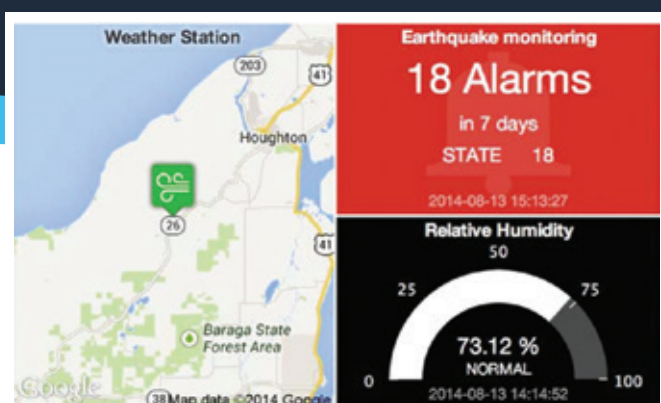 Weather Station
203
41
Houghton
26
41
Baraga State
Forest Area
Google
38
Map data ©2014 Google
Earthquake monitoring
18 Alarms
in 7 days
STATE 18
2014-08-13 15:13:27
Relative Humidity
50
25
75
73.12 %
NORMAL
0
100
2014-08-13 14:14:52